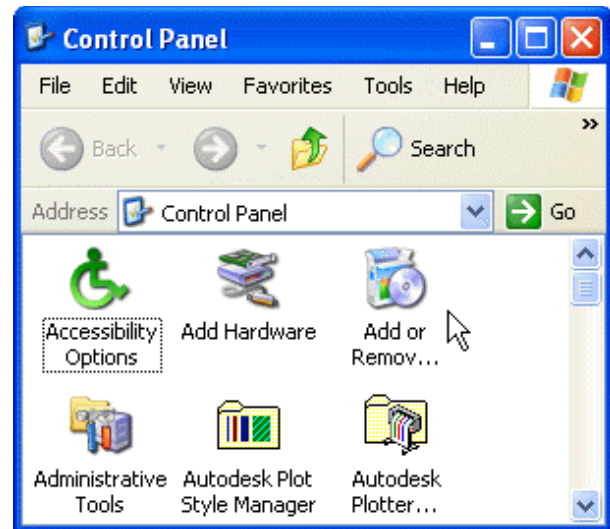 Control Panel
File Edit View Favorites Tools Help
Back Search »
Address Control Panel Go
Accessibility Options
Add Hardware
Add or Remov...
Administrative Tools
Autodesk Plot Style Manager
Autodesk Plotter...